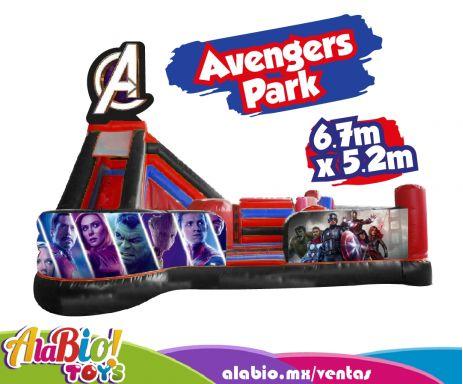 Avengers
Park
6.7m
x 5.2m
A
AlaBio!
TOYS
alabio.mx/ventas